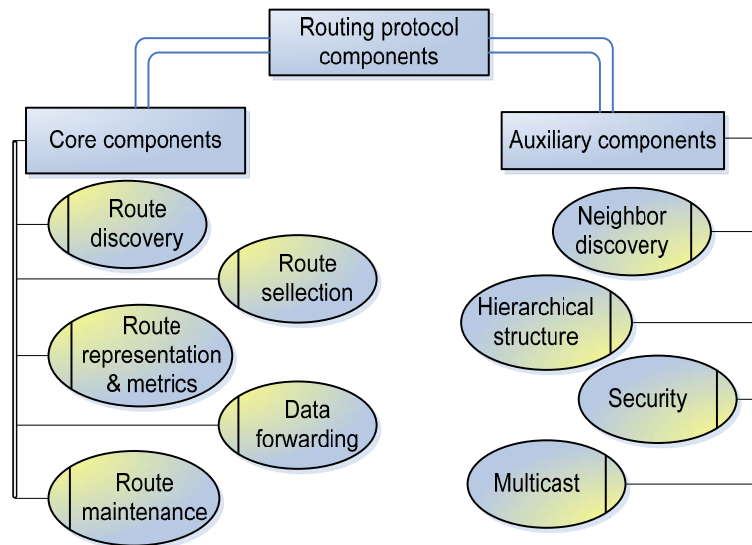 Routing protocol
components
Core components
Auxiliary components
Route
discovery
Route
sellection
Route
representation
& metrics
Data
forwarding
Route
maintenance
Neighbor
discovery
Hierarchical
structure
Security
Multicast